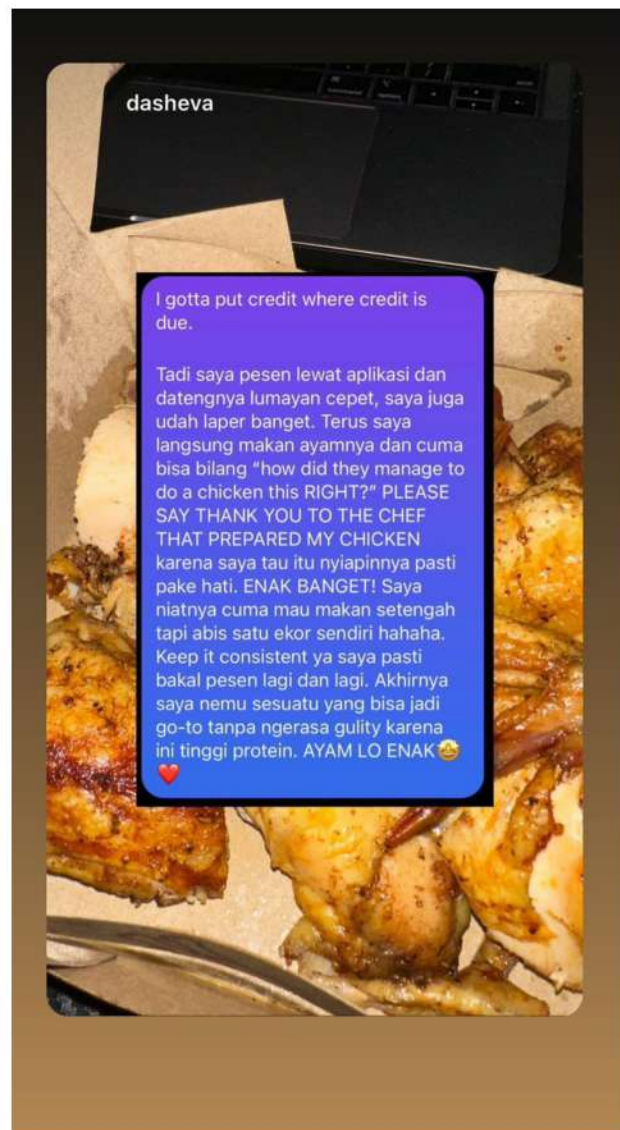 dasheva
I gotta put credit where credit is
due.
Tadi saya pesen lewat aplikasi dan
datengnya lumayan cepet, saya juga
udah laper banget. Terus saya
langsung makan ayamnya dan cuma
bisa bilang “how did they manage to
do a chicken this RIGHT?” PLEASE
SAY THANK YOU TO THE CHEF
THAT PREPARED MY CHICKEN
karena saya tau itu nyiapinnya pasti
pake hati. ENAK BANGET! Saya
niatnya cuma mau makan setengah
tapi abis satu ekor sendiri hahaha.
Keep it consistent ya saya pasti
bakal pesen lagi dan lagi. Akhirnya
saya nemu sesuatu yang bisa jadi
go-to tanpa ngerasa gulity karena
ini tinggi protein. AYAM LO ENAK🤩
❤️